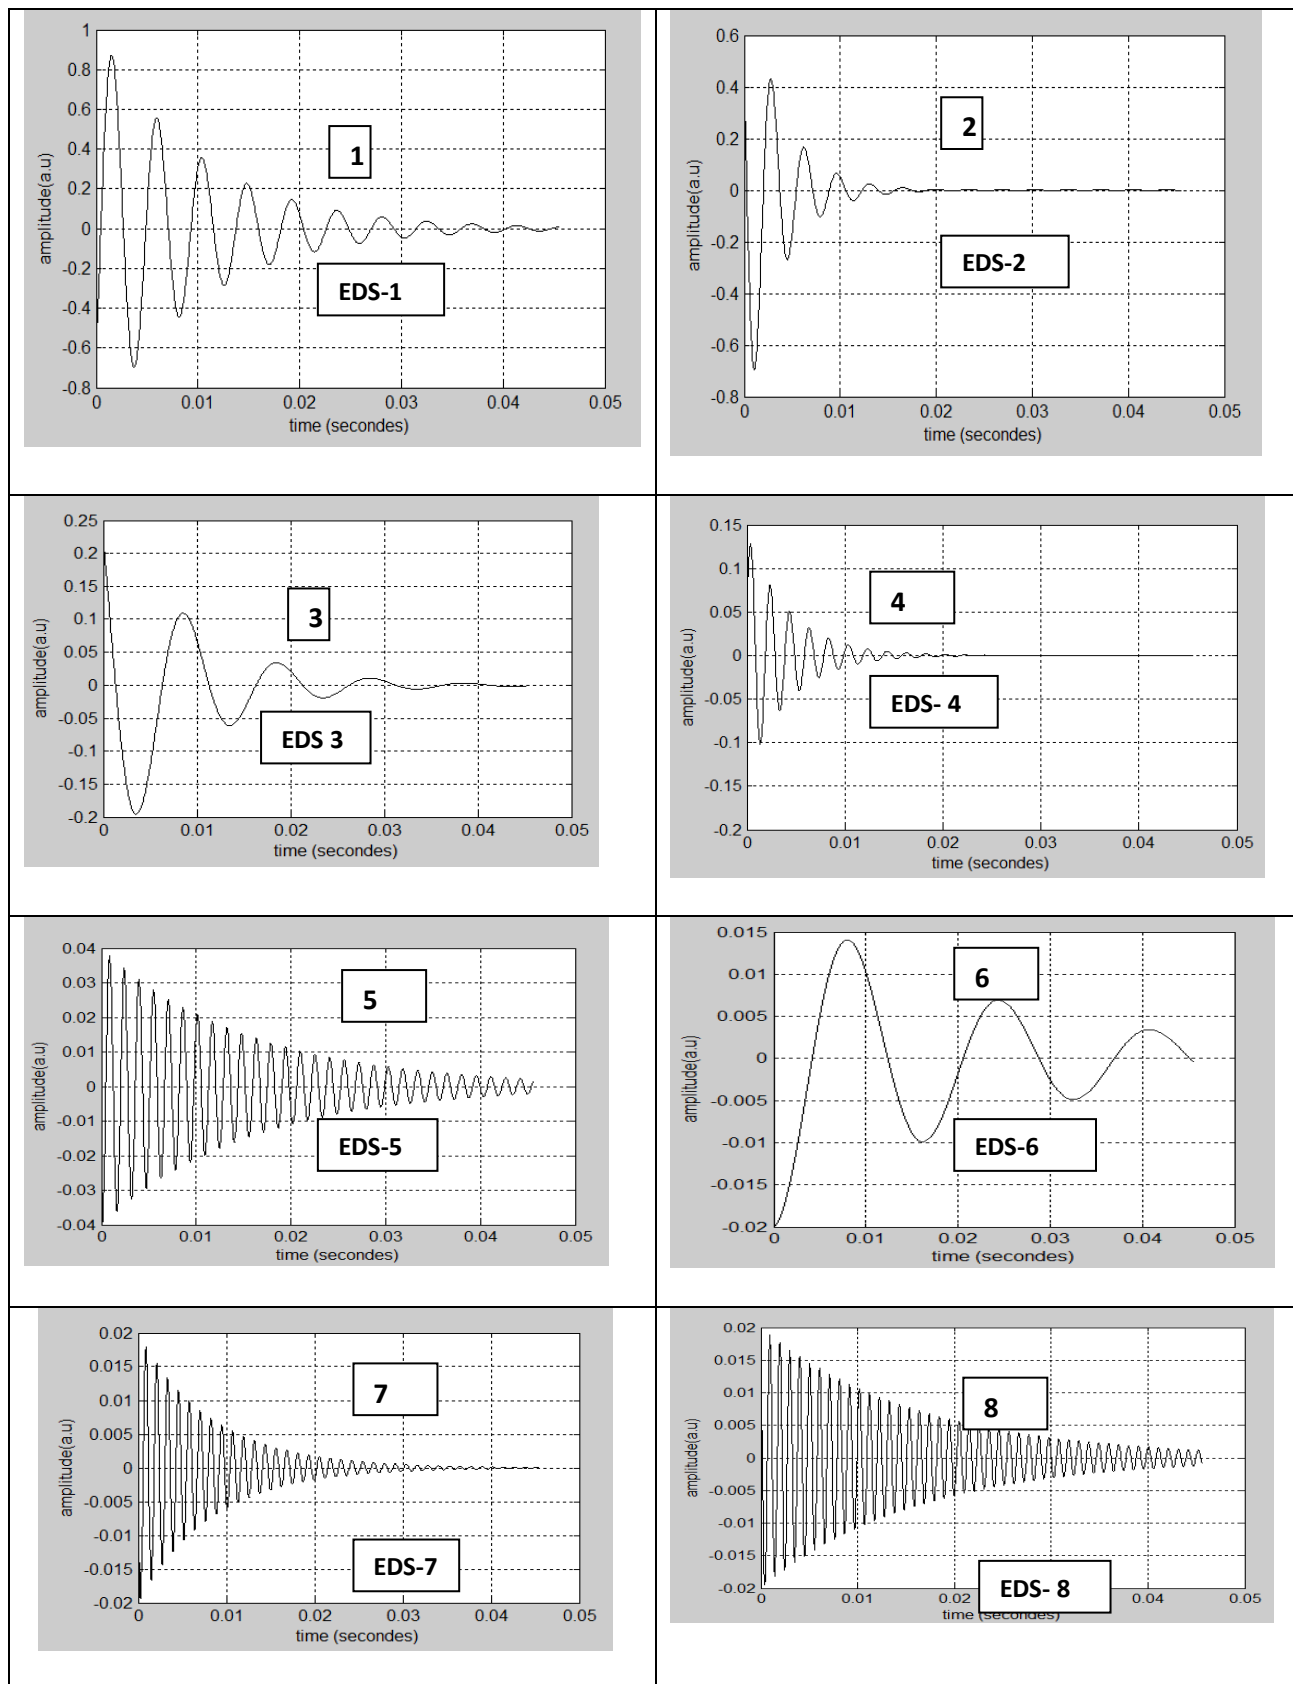 1
0.8
0.6
0.4
0.2
0
-0.2
-0.4
-0.6
-0.8
amplitude(a.u)
1
EDS-1
0 0.01 0.02 0.03 0.04 0.05
time (secondes)
0.6
0.4
0.2
0
-0.2
-0.4
-0.6
-0.8
amplitude(a.u)
2
EDS-2
0 0.01 0.02 0.03 0.04 0.05
time (secondes)
0.25
0.2
0.15
0.1
0.05
0
-0.05
-0.1
-0.15
-0.2
amplitude(a.u)
3
EDS 3
0 0.01 0.02 0.03 0.04 0.05
time (secondes)
0.15
0.1
0.05
0
-0.05
-0.1
-0.15
-0.2
amplitude(a.u)
4
EDS- 4
0 0.01 0.02 0.03 0.04 0.05
time (secondes)
0.04
0.03
0.02
0.01
0
-0.01
-0.02
-0.03
-0.04
amplitude(a.u)
5
EDS-5
0 0.01 0.02 0.03 0.04 0.05
time (secondes)
0.015
0.01
0.005
0
-0.005
-0.01
-0.015
-0.02
amplitude(a.u)
6
EDS-6
0 0.01 0.02 0.03 0.04 0.05
time (secondes)
0.02
0.015
0.01
0.005
0
-0.005
-0.01
-0.015
-0.02
amplitude(a.u)
7
EDS-7
0 0.01 0.02 0.03 0.04 0.05
time (secondes)
0.02
0.015
0.01
0.005
0
-0.005
-0.01
-0.015
-0.02
amplitude(a.u)
8
EDS- 8
0 0.01 0.02 0.03 0.04 0.05
time (secondes)